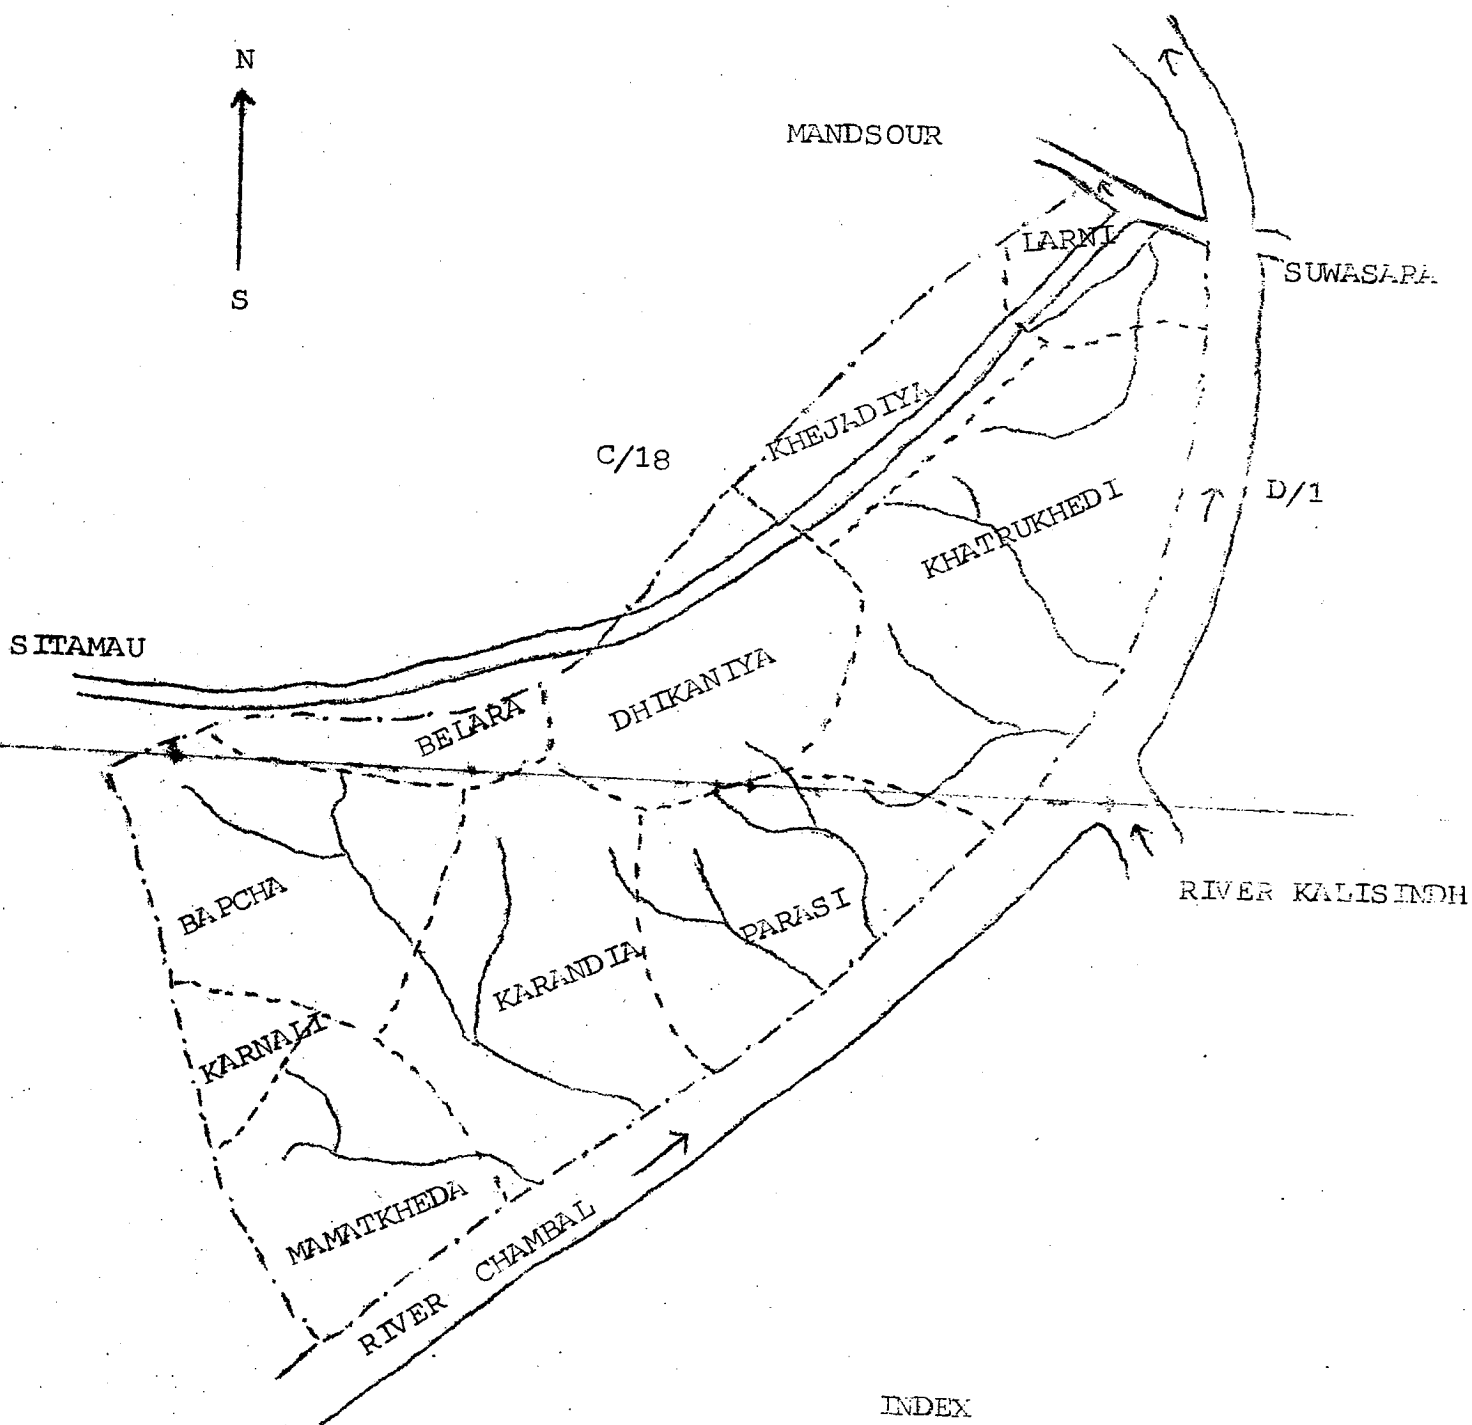 N
MANDSOUR
LARNI
SUWASARA
S
KHEJADIYA
C/18
D/1
KHATRUKHEDI
SITAMAU
DHIKANIYA
BELARA
RIVER KALISINDH
BAPCHA
PARASI
KARANDIA
KARNALI
MAMATKHEDA
RIVER CHAMBAL
INDEX